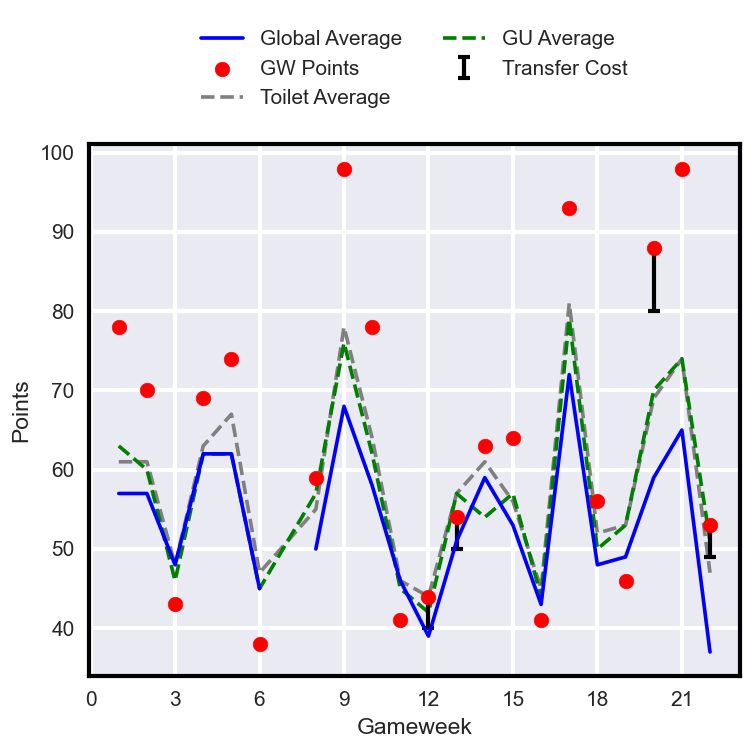 Global Average
GW Points
Toilet Average
GU Average
Transfer Cost
100
90
80
70
60
50
40
Points
0 3 6 9 12 15 18 21
Gameweek